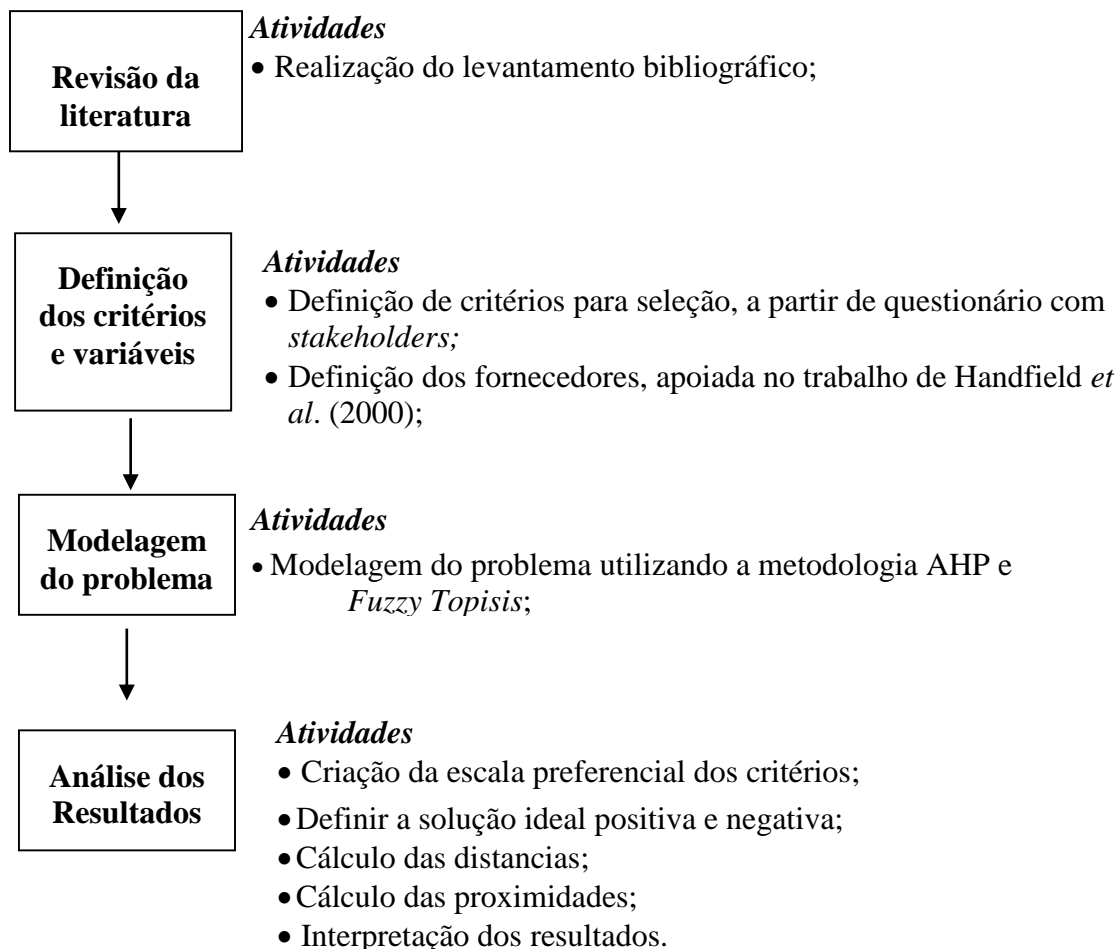 Revisão da
literatura
Atividades
• Realização do levantamento bibliográfico;
Definição
dos critérios
e variáveis
Atividades
• Definição de critérios para seleção, a partir de questionário com
stakeholders;
• Definição dos fornecedores, apoiada no trabalho de Handfield et
al. (2000);
Modelagem
do problema
Atividades
• Modelagem do problema utilizando a metodologia AHP e
Fuzzy Topisis;
Análise dos
Resultados
Atividades
• Criação da escala preferencial dos critérios;
• Definir a solução ideal positiva e negativa;
• Cálculo das distancias;
• Cálculo das proximidades;
• Interpretação dos resultados.